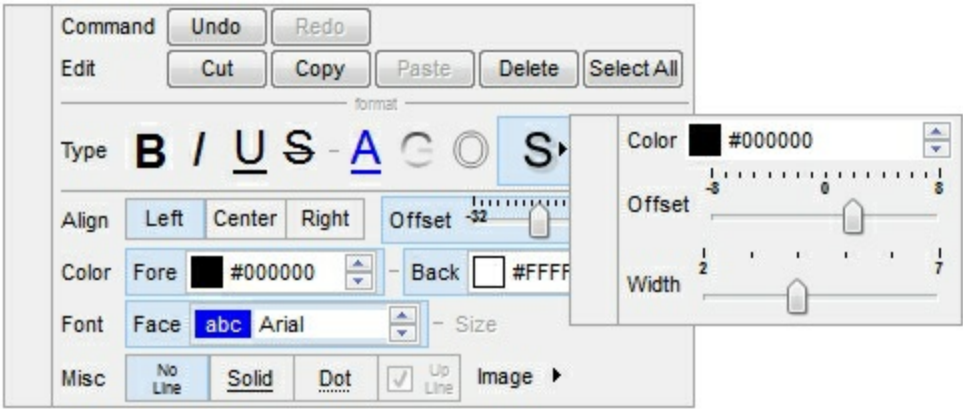 Command Undo Redo
Edit Cut Copy Paste Delete Select All
format
Type B I U S - A G O S
Align Left Center Right Offset -32
Color Fore #000000 - Back #FFFF
Font Face abc Arial - Size
Misc No Line Solid Dot Up Line Image
Color #000000
-8 0 8
Offset
2 7
Width